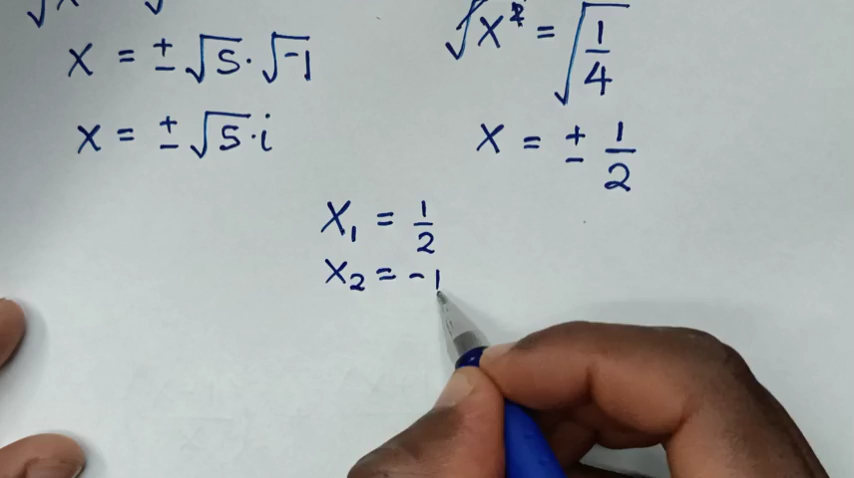 x = ± √5 · √-1
x = ± √5 · i
√x² = √1/4
x = ± 1/2
x₁ = 1/2
x₂ = -1